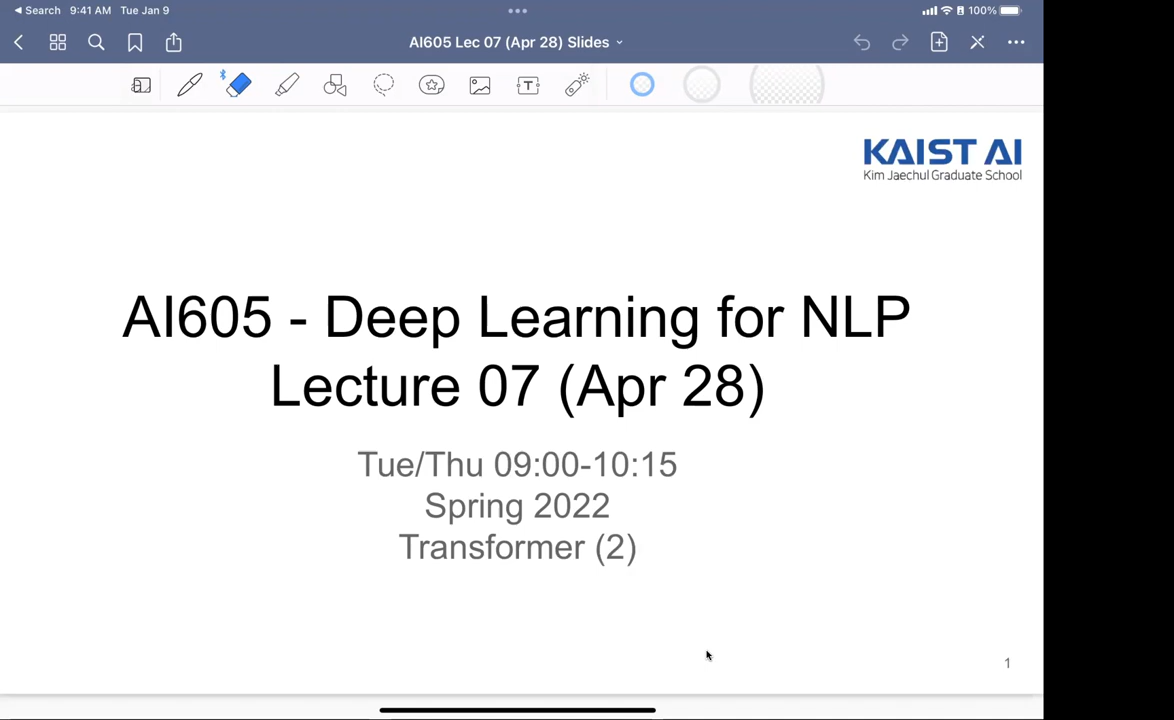 Search 9:41 AM Tue Jan 9 100%
AI605 Lec 07 (Apr 28) Slides
KAIST AI
Kim Jaechul Graduate School
AI605 - Deep Learning for NLP
Lecture 07 (Apr 28)
Tue/Thu 09:00-10:15
Spring 2022
Transformer (2)
1